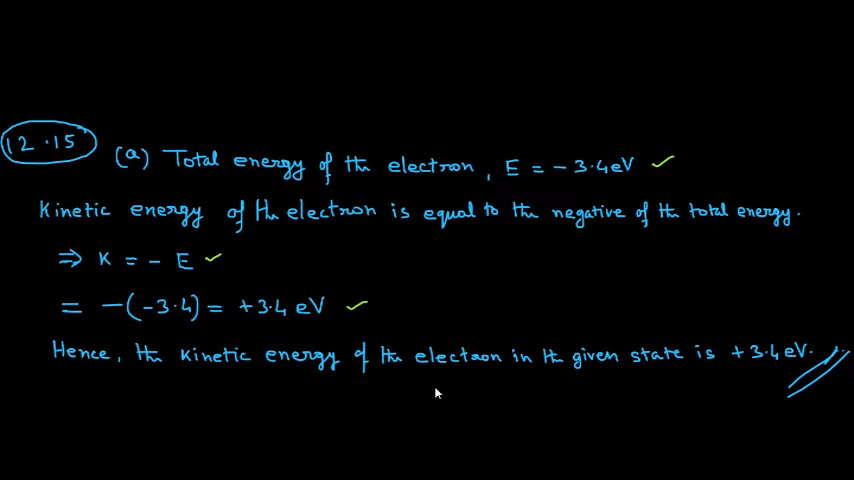 12.15 (a) Total energy of the electron, E = -3.4eV ✓
Kinetic energy of the electron is equal to the negative of the total energy.
⇒ K = - E ✓
= -(-3.4) = +3.4 eV ✓
Hence, the kinetic energy of the electron in the given state is +3.4 eV.